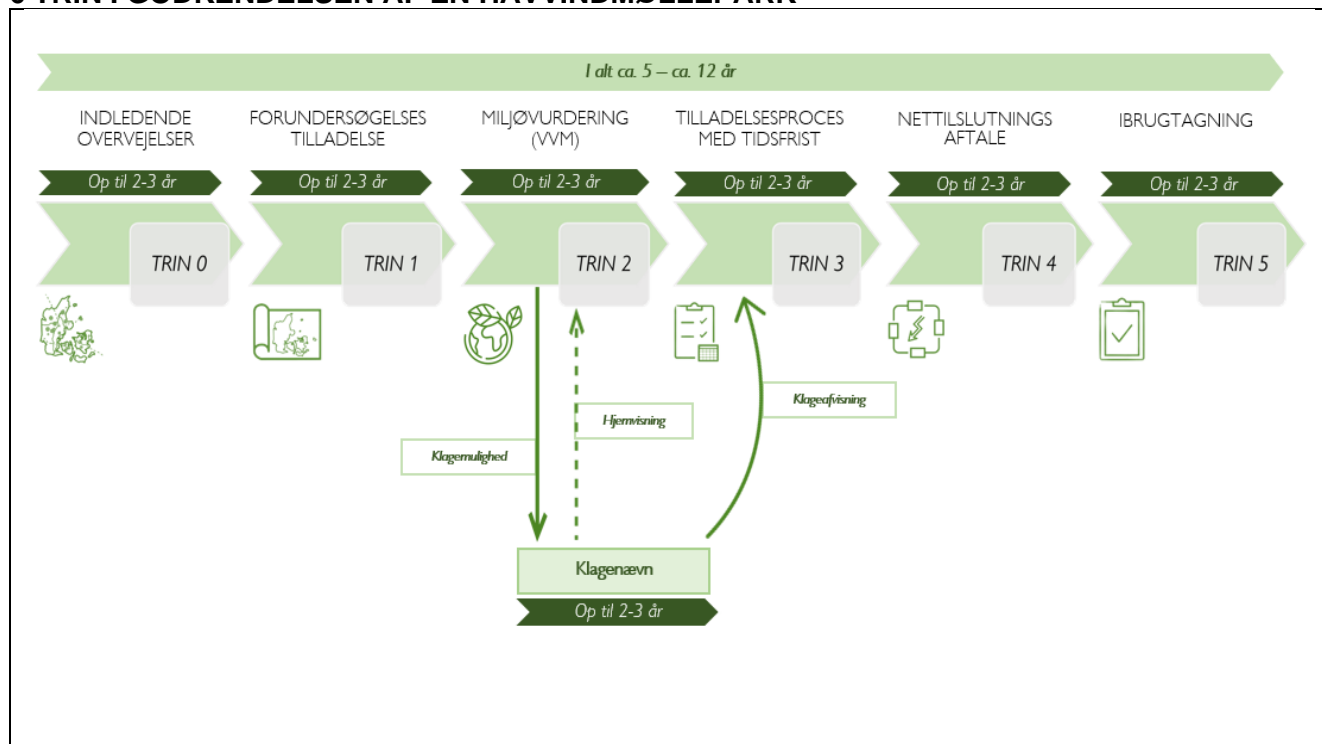 I alt ca. 5 – ca. 12 år
INDLEDENDE
OVERVEJELSER
FORUNDERSØGELSES
TILLADELSE
MILJØVURDERING
(VVM)
TILLADELSESPROCES
MED TIDSFRIST
NETTILSLUTNINGS
AFTALE
IBRUGTAGNING
Op til 2-3 år
Op til 2-3 år
Op til 2-3 år
Op til 2-3 år
Op til 2-3 år
Op til 2-3 år
TRIN 0
TRIN 1
TRIN 2
TRIN 3
TRIN 4
TRIN 5
Klageafvisning
Hjemvisning
Klagemulighed
Klagenævn
Op til 2-3 år